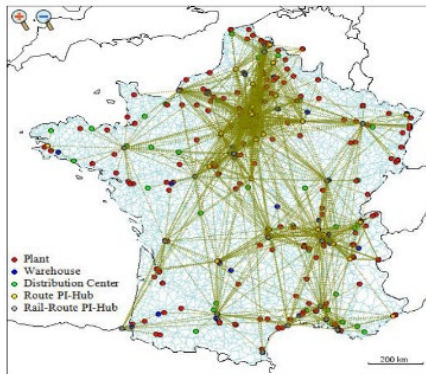 Plant
Warehouse
Distribution Center
Route PI-Hub
Rail-Route PI-Hub
200 km